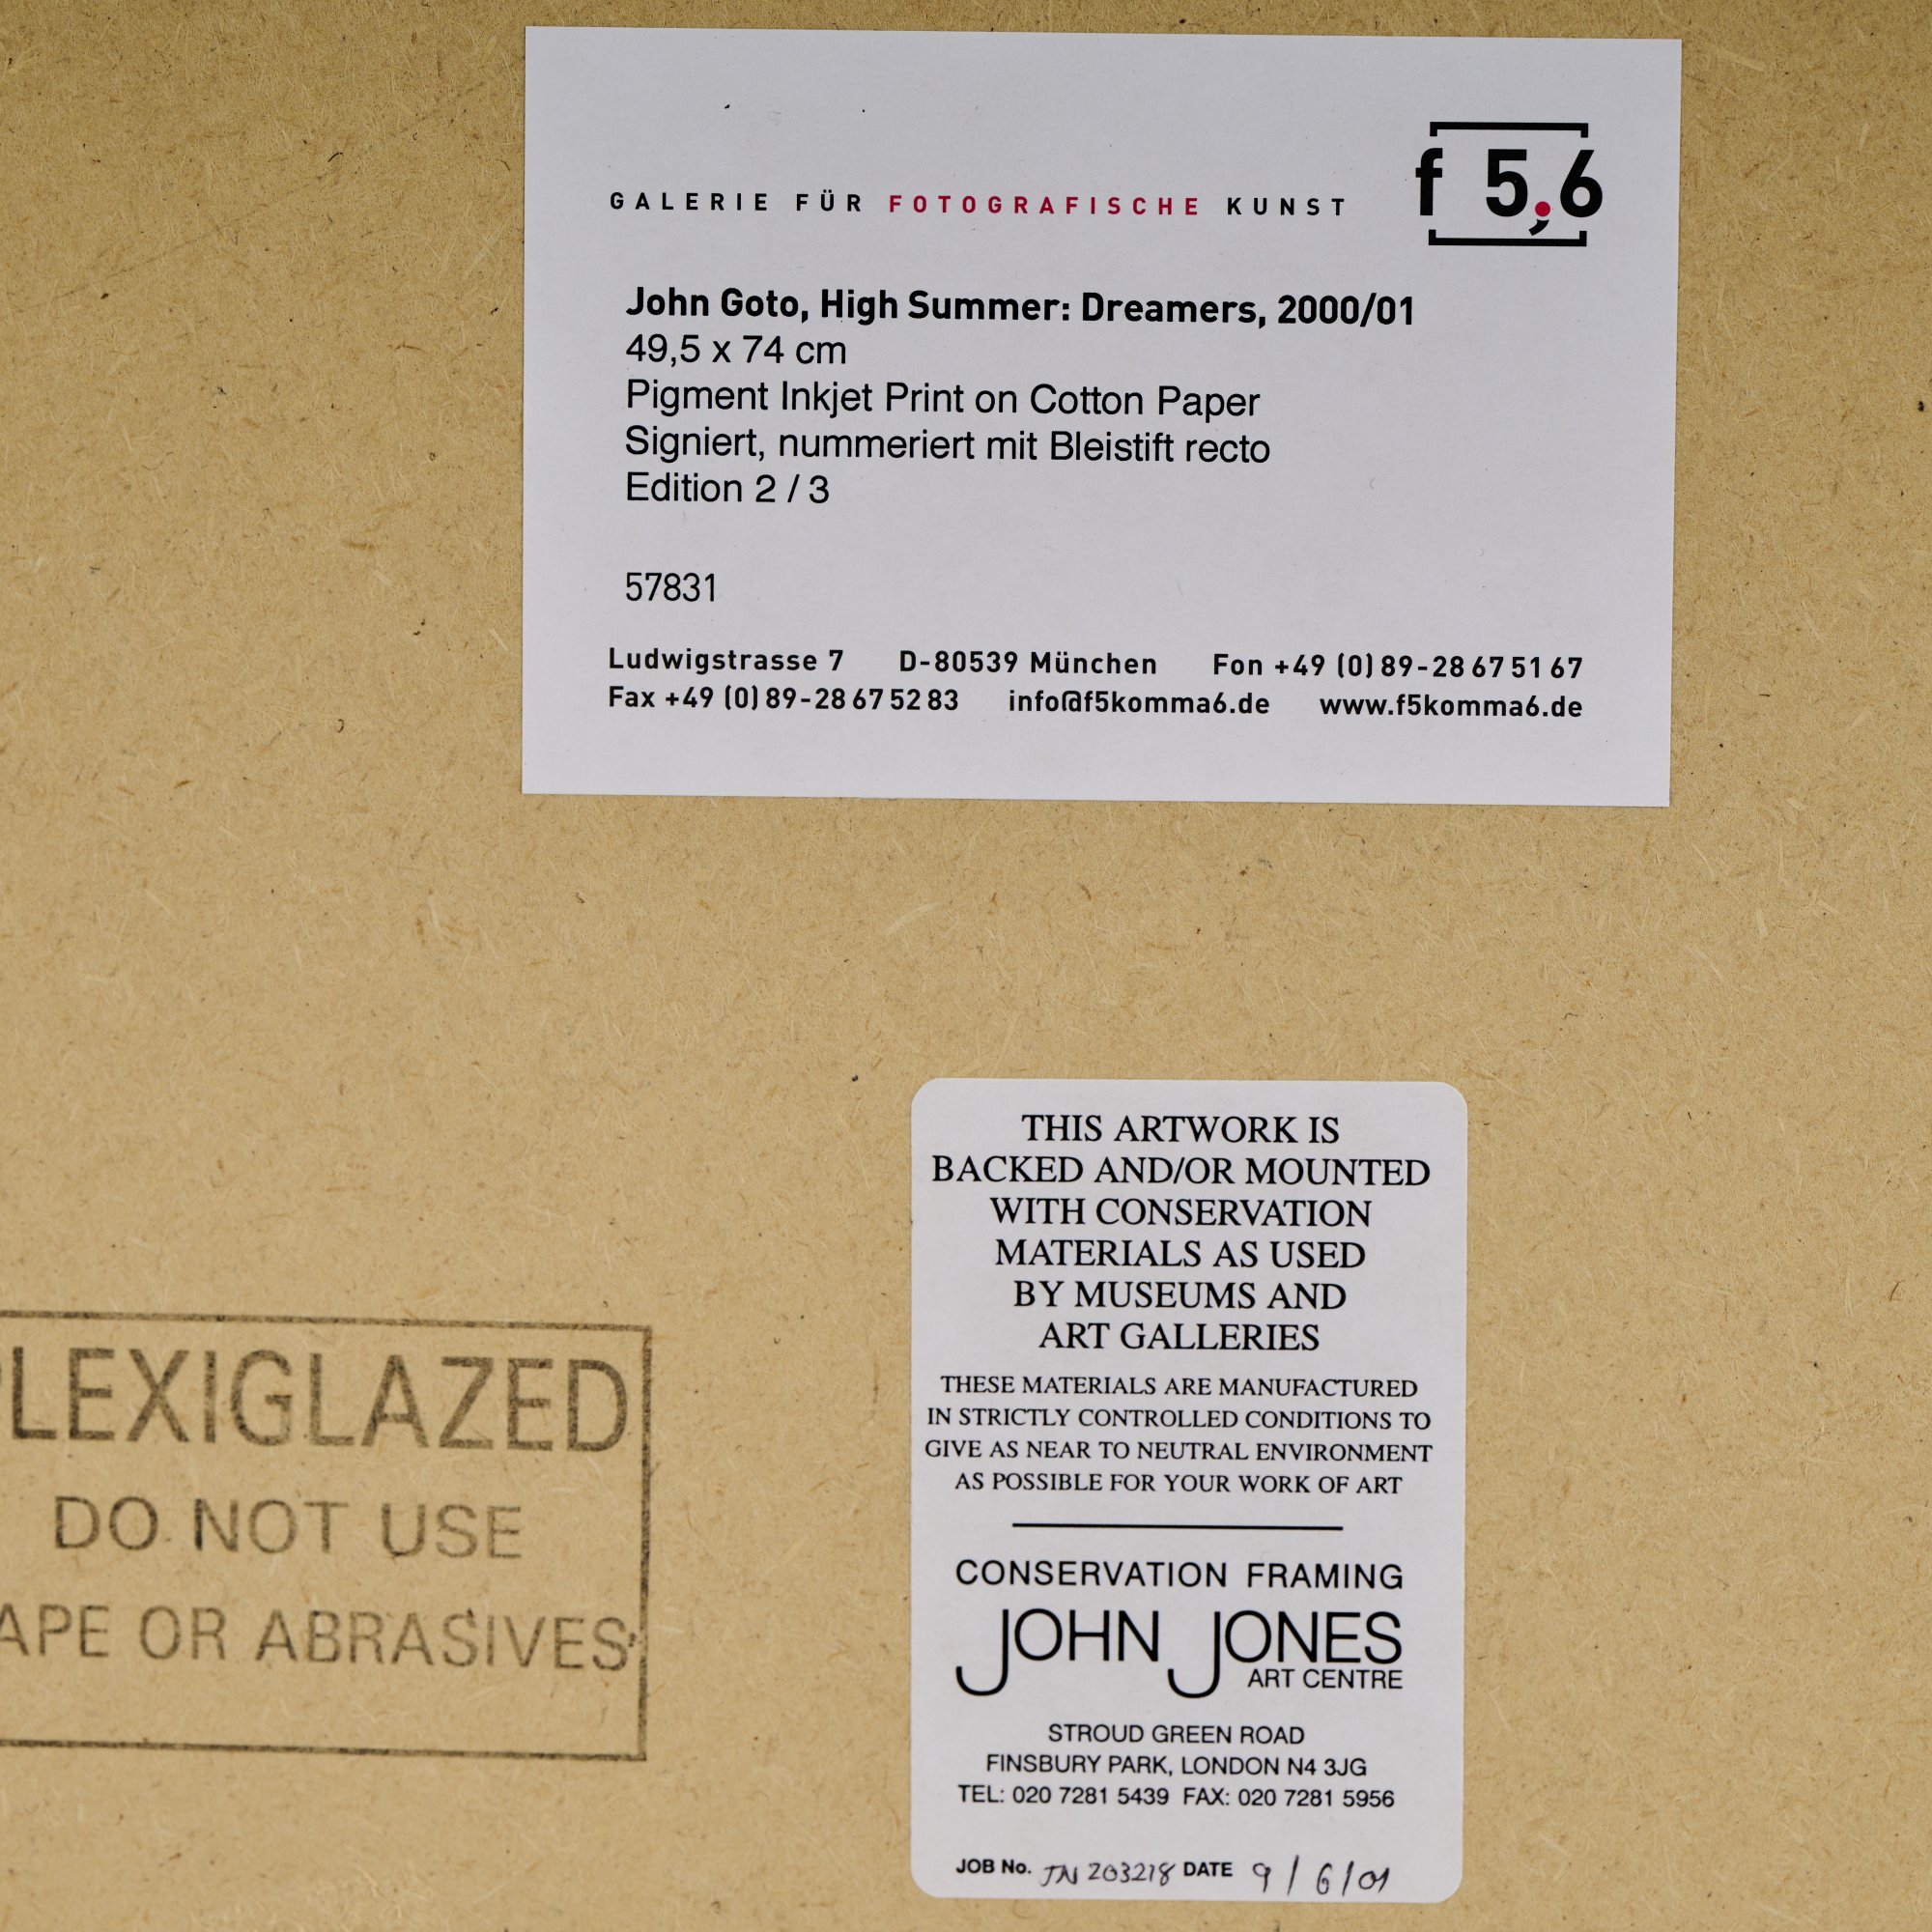 GALERIE FÜR FOTOGRAFISCHE KUNST
f 5,6
John Goto, High Summer: Dreamers, 2000/01
49,5 x 74 cm
Pigment Inkjet Print on Cotton Paper
Signiert, nummeriert mit Bleistift recto
Edition 2 / 3
57831
Ludwigstrasse 7 D-80539 München Fon +49 (0) 89-28 67 51 67
Fax +49 (0) 89-28 67 52 83 info@f5komma6.de www.f5komma6.de
THIS ARTWORK IS
BACKED AND/OR MOUNTED
WITH CONSERVATION
MATERIALS AS USED
BY MUSEUMS AND
ART GALLERIES
THESE MATERIALS ARE MANUFACTURED
IN STRICTLY CONTROLLED CONDITIONS TO
GIVE AS NEAR TO NEUTRAL ENVIRONMENT
AS POSSIBLE FOR YOUR WORK OF ART
CONSERVATION FRAMING
JOHN JONES
ART CENTRE
STROUD GREEN ROAD
FINSBURY PARK, LONDON N4 3JG
TEL: 020 7281 5439 FAX: 020 7281 5956
JOB No. JN 203218 DATE 9/6/01
LEXIGLAZED
DO NOT USE
APE OR ABRASIVES